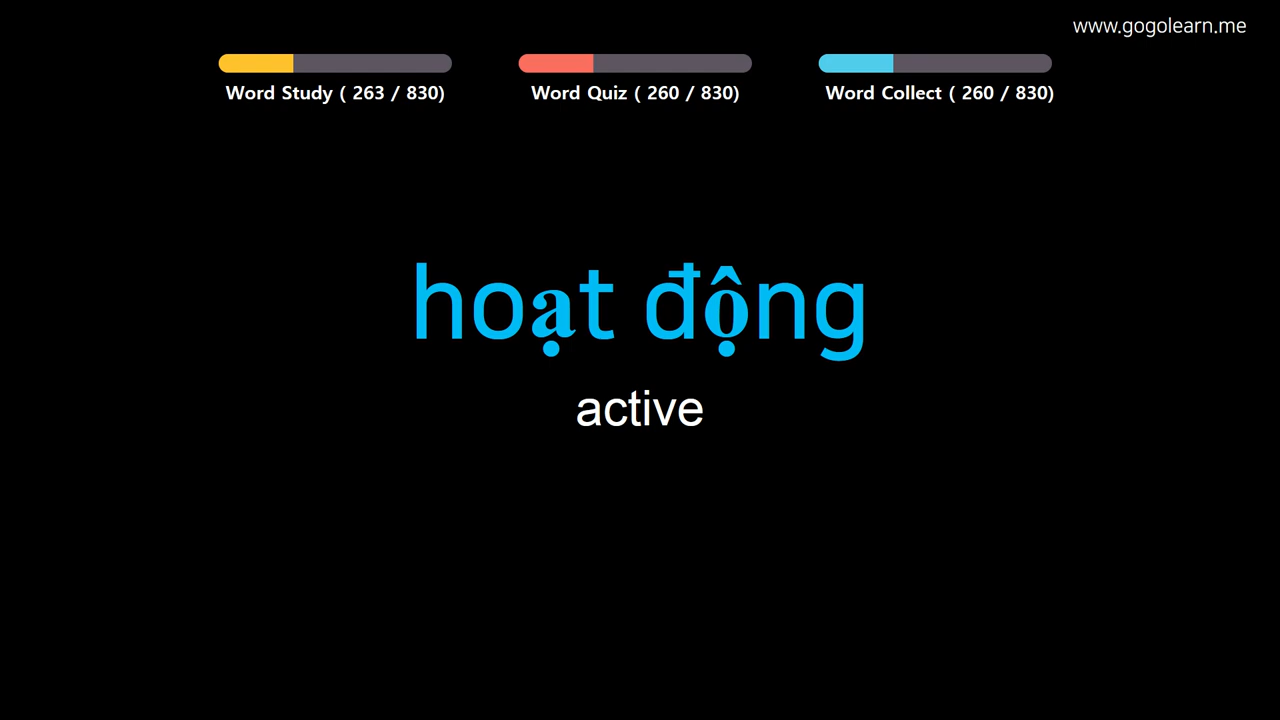 www.gogolearn.me
Word Study ( 263 / 830)
Word Quiz ( 260 / 830)
Word Collect ( 260 / 830)
hoạt động
active